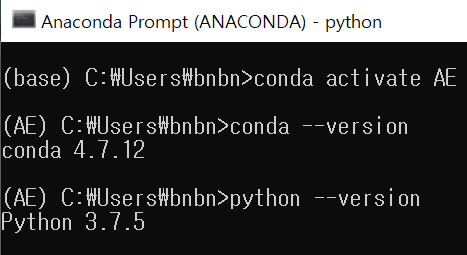 Anaconda Prompt (ANACONDA) - python
(base) C:₩Users₩bnbn>conda activate AE
(AE) C:₩Users₩bnbn>conda --version
conda 4.7.12
(AE) C:₩Users₩bnbn>python --version
Python 3.7.5